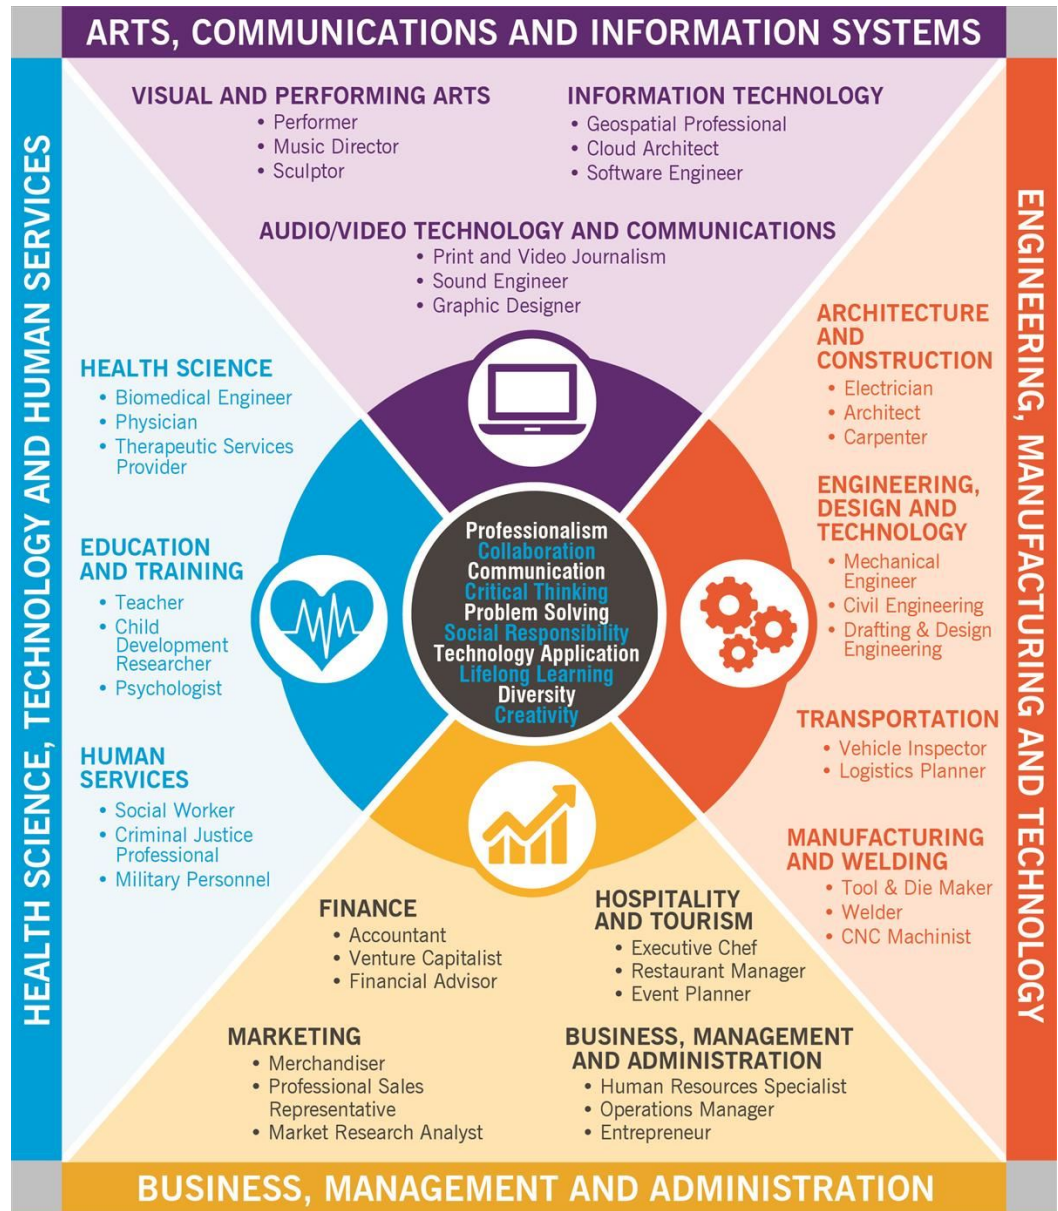 ARTS, COMMUNICATIONS AND INFORMATION SYSTEMS
VISUAL AND PERFORMING ARTS
• Performer
• Music Director
• Sculptor
INFORMATION TECHNOLOGY
• Geospatial Professional
• Cloud Architect
• Software Engineer
AUDIO/VIDEO TECHNOLOGY AND COMMUNICATIONS
• Print and Video Journalism
• Sound Engineer
• Graphic Designer
HEALTH SCIENCE, TECHNOLOGY AND HUMAN SERVICES
HEALTH SCIENCE
• Biomedical Engineer
• Physician
• Therapeutic Services
Provider
EDUCATION
AND TRAINING
• Teacher
• Child
Development
Researcher
• Psychologist
HUMAN
SERVICES
• Social Worker
• Criminal Justice
Professional
• Military Personnel
Professionalism
Collaboration
Communication
Critical Thinking
Problem Solving
Social Responsibility
Technology Application
Lifelong Learning
Diversity
Creativity
ENGINEERING, MANUFACTURING AND TECHNOLOGY
ARCHITECTURE
AND
CONSTRUCTION
• Electrician
• Architect
• Carpenter
ENGINEERING,
DESIGN AND
TECHNOLOGY
• Mechanical
Engineer
• Civil Engineering
• Drafting & Design
Engineering
TRANSPORTATION
• Vehicle Inspector
• Logistics Planner
MANUFACTURING
AND WELDING
• Tool & Die Maker
• Welder
• CNC Machinist
FINANCE
• Accountant
• Venture Capitalist
• Financial Advisor
HOSPITALITY
AND TOURISM
• Executive Chef
• Restaurant Manager
• Event Planner
MARKETING
• Merchandiser
• Professional Sales
Representative
• Market Research Analyst
BUSINESS, MANAGEMENT
AND ADMINISTRATION
• Human Resources Specialist
• Operations Manager
• Entrepreneur
BUSINESS, MANAGEMENT AND ADMINISTRATION